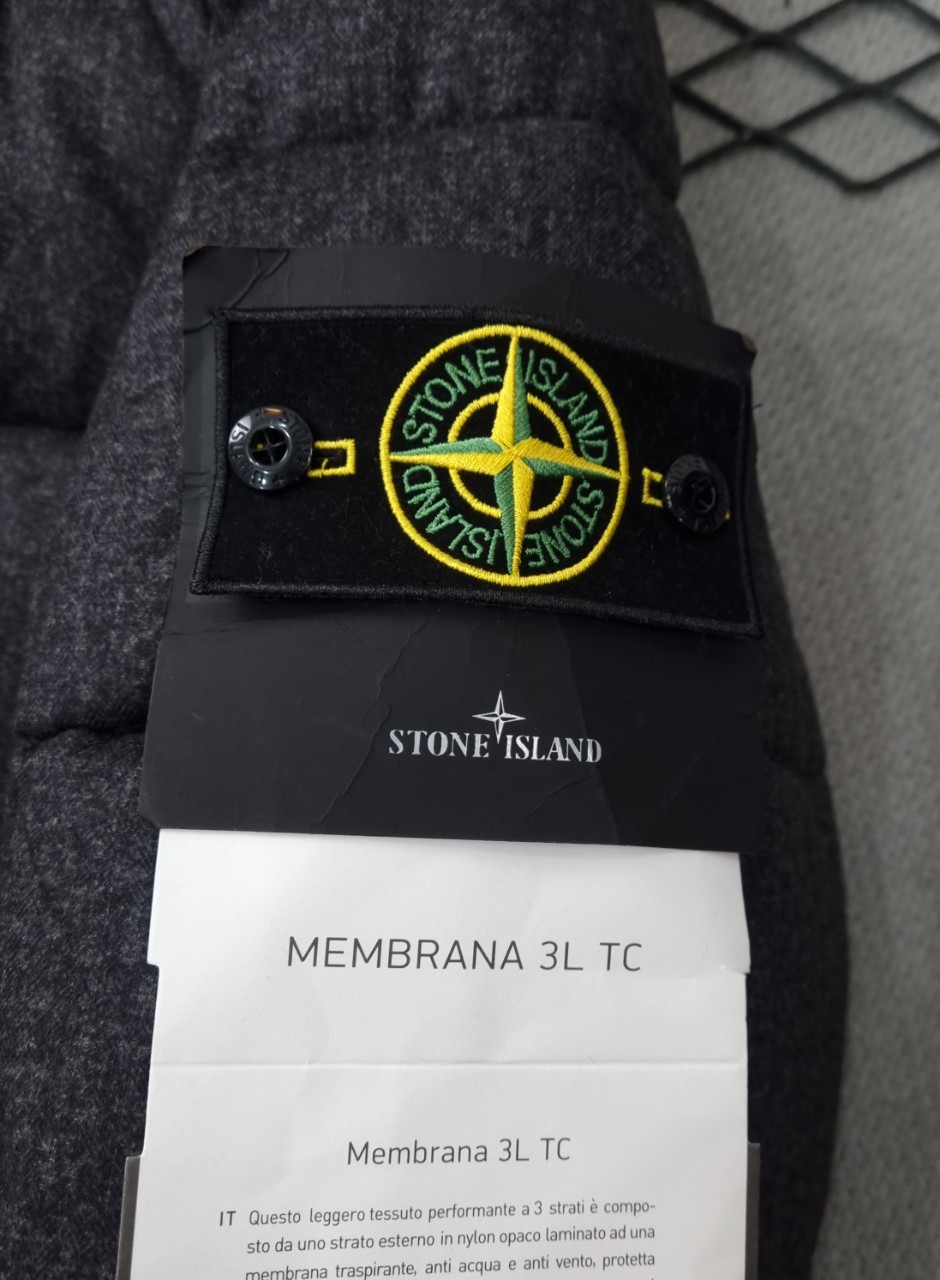 STONE ISLAND
STONE ISLAND
STONE ISLAND
MEMBRANA 3L TC
Membrana 3L TC
IT Questo leggero tessuto performante a 3 strati è compo-
sto da uno strato esterno in nylon opaco laminato ad una
membrana traspirante, anti acqua e anti vento, protetta